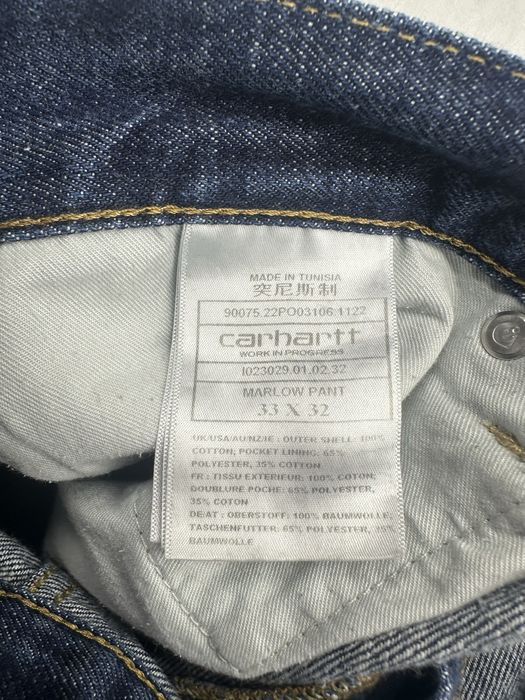 MADE IN TUNISIA
突尼斯制
90075.22PO03106.1122
carhartt
WORK IN PROGRESS
I023029.01.02.32
MARLOW PANT
33 X 32
UK/USA/AU/NZ/IE : OUTER SHELL: 100%
COTTON; POCKET LINING: 65%
POLYESTER, 35% COTTON
FR : TISSU EXTÉRIEUR: 100% COTON;
DOUBLURE POCHE: 65% POLYESTER,
35% COTON
DE/AT : OBERSTOFF: 100% BAUMWOLLE;
TASCHENFUTTER: 65% POLYESTER, 35%
BAUMWOLLE